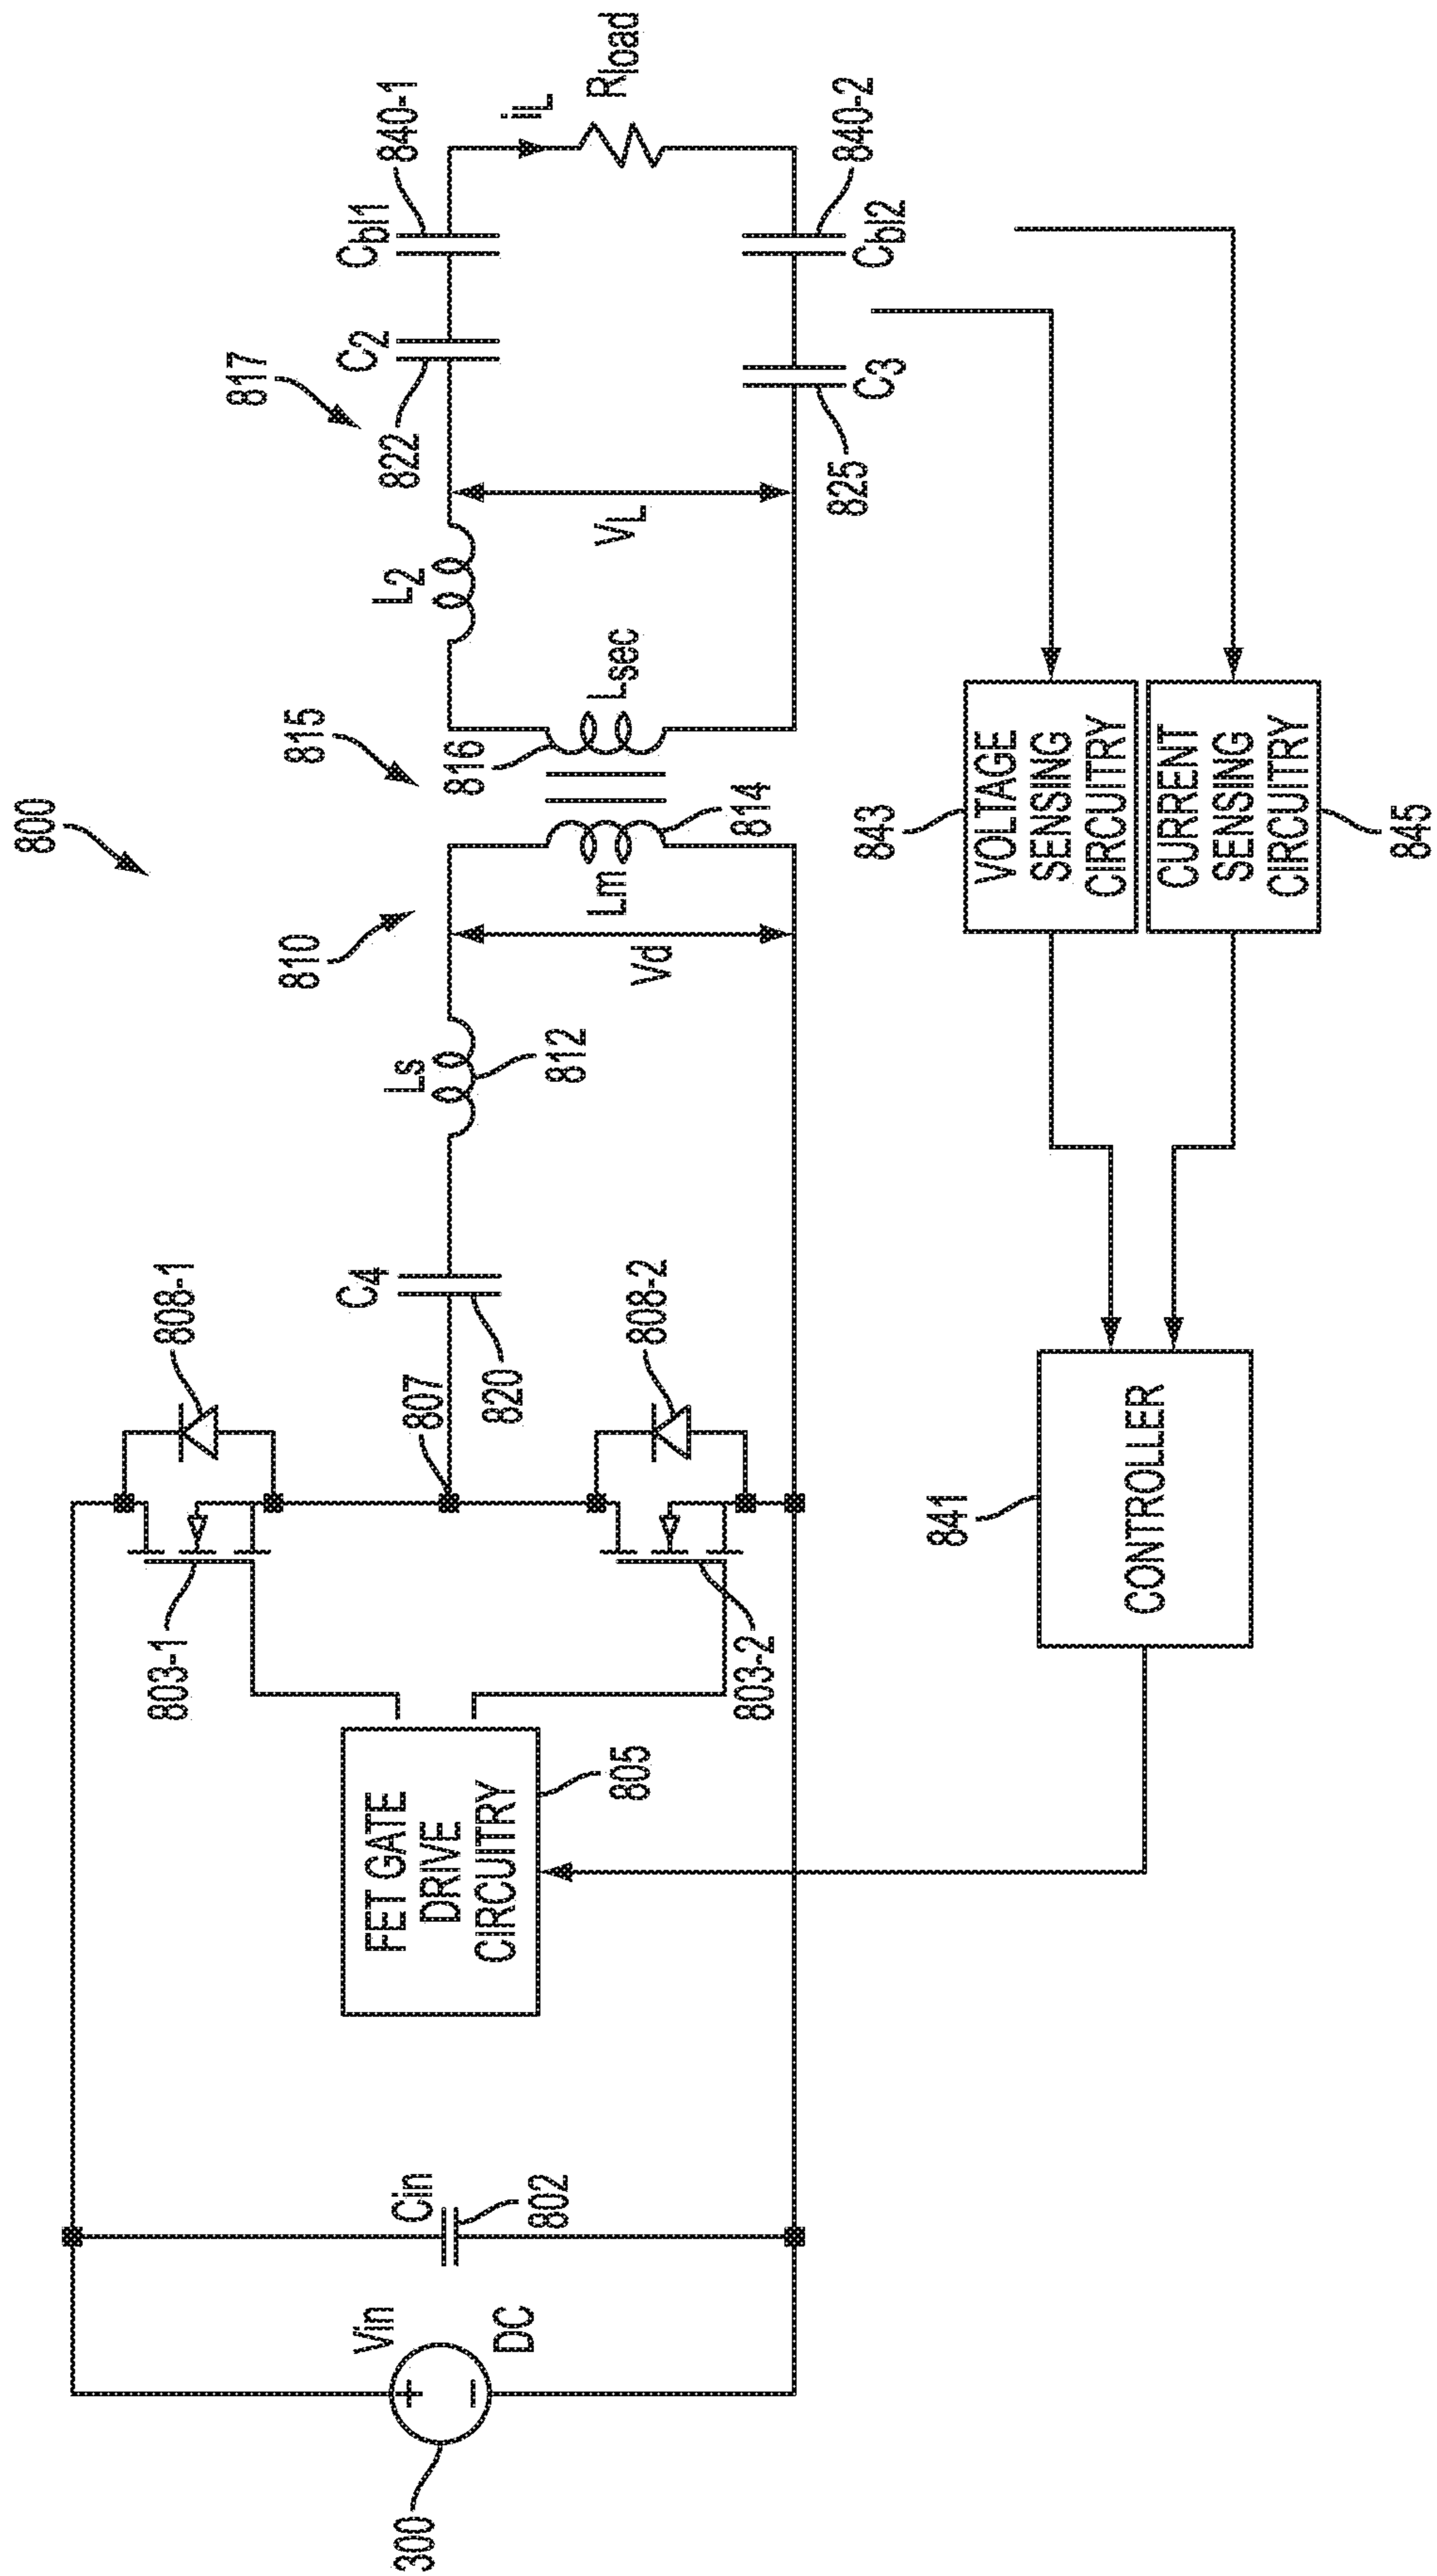 800
300
Vin
DC
Cin
802
FET GATE
DRIVE
CIRCUITRY
805
803-1
803-2
808-1
808-2
807
C4
820
Ls
812
810
Vd
Lm
814
815
816
Lsec
L2
VL
817
C2
822
C3
825
Cbl1
840-1
Cbl2
840-2
iL
Rload
841
CONTROLLER
843
VOLTAGE
SENSING
CIRCUITRY
CURRENT
SENSING
CIRCUITRY
845